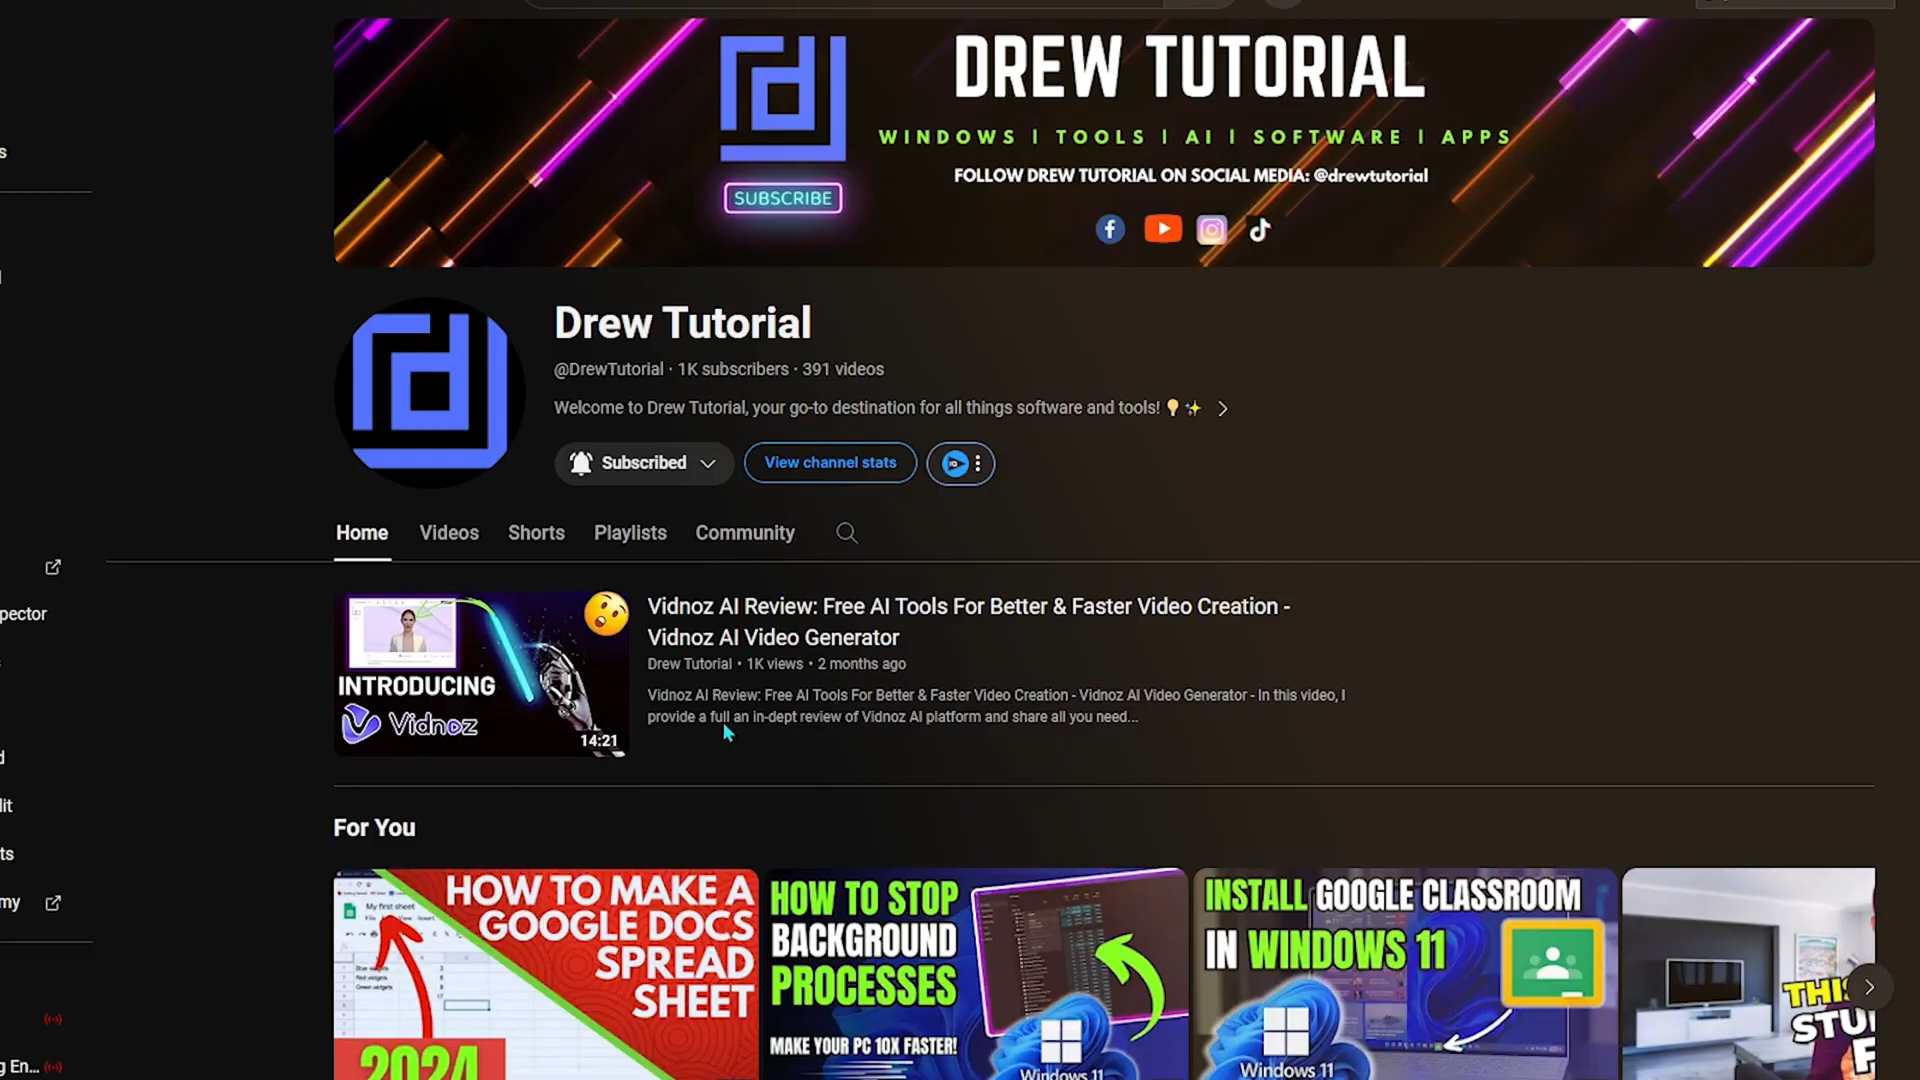 DREW TUTORIAL
WINDOWS | TOOLS | AI | SOFTWARE | APPS
FOLLOW DREW TUTORIAL ON SOCIAL MEDIA: @drewtutorial
SUBSCRIBE
Drew Tutorial
@DrewTutorial · 1K subscribers · 391 videos
Welcome to Drew Tutorial, your go-to destination for all things software and tools! 💡✨
Subscribed
View channel stats
Home Videos Shorts Playlists Community
pector
INTRODUCING
Vidnoz
14:21
Vidnoz AI Review: Free AI Tools For Better & Faster Video Creation -
Vidnoz AI Video Generator
Drew Tutorial • 1K views • 2 months ago
Vidnoz AI Review: Free AI Tools For Better & Faster Video Creation - Vidnoz AI Video Generator - In this video, I
provide a full an in-dept review of Vidnoz AI platform and share all you need...
lit
ts
my
g En...
For You
My first sheet
HOW TO MAKE A
GOOGLE DOCS
SPREAD
SHEET
2024
HOW TO STOP
BACKGROUND
PROCESSES
MAKE YOUR PC 10X FASTER!
Windows 11
INSTALL GOOGLE CLASSROOM
IN WINDOWS 11
Windows 11
THIS
STU
F